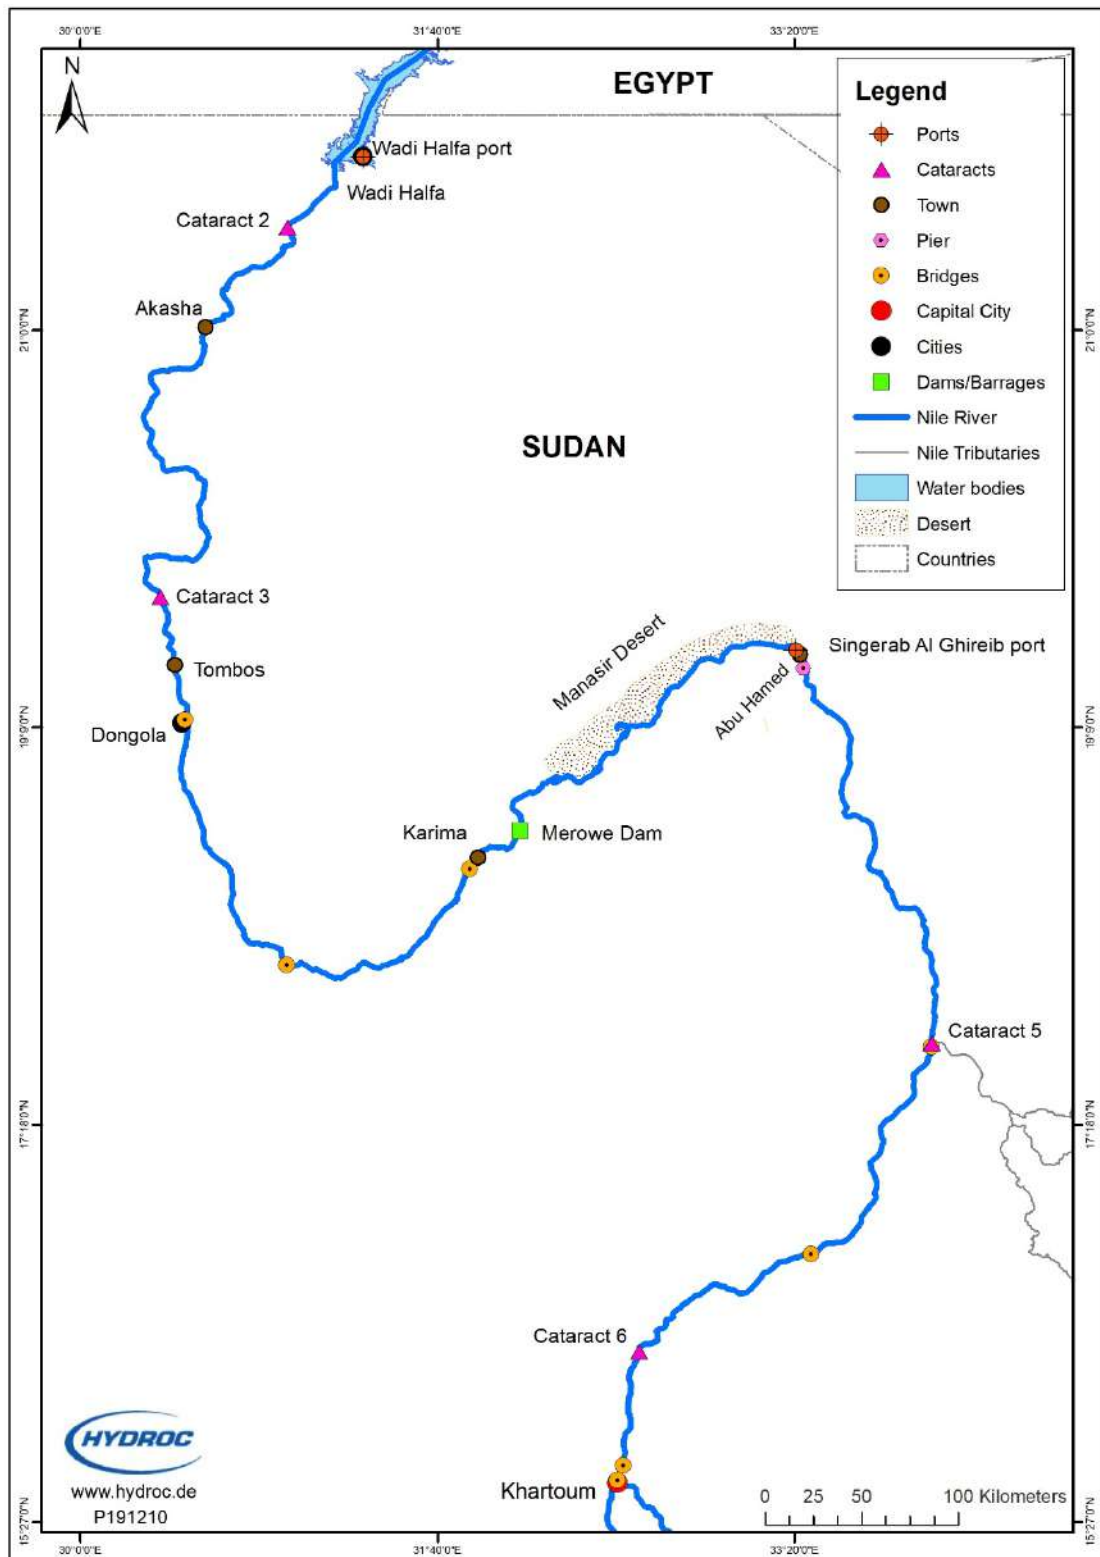 30°0'0"E
31°40'0"E
33°20'0"E
N
EGYPT
Legend
Ports
Cataracts
Town
Pier
Bridges
Capital City
Cities
Dams/Barrages
Nile River
Nile Tributaries
Water bodies
Desert
Countries
Wadi Halfa port
Wadi Halfa
Cataract 2
Akasha
21°0'0"N
21°0'0"N
SUDAN
Cataract 3
Tombos
Dongola
Manasir Desert
Singerab Al Ghireib port
Abu Hamed
19°9'0"N
19°9'0"N
Karima
Merowe Dam
Cataract 5
17°18'0"N
17°18'0"N
Cataract 6
HYDROC
www.hydroc.de
P191210
Khartoum
0 25 50 100 Kilometers
15°27'0"N
15°27'0"N
30°0'0"E
31°40'0"E
33°20'0"E